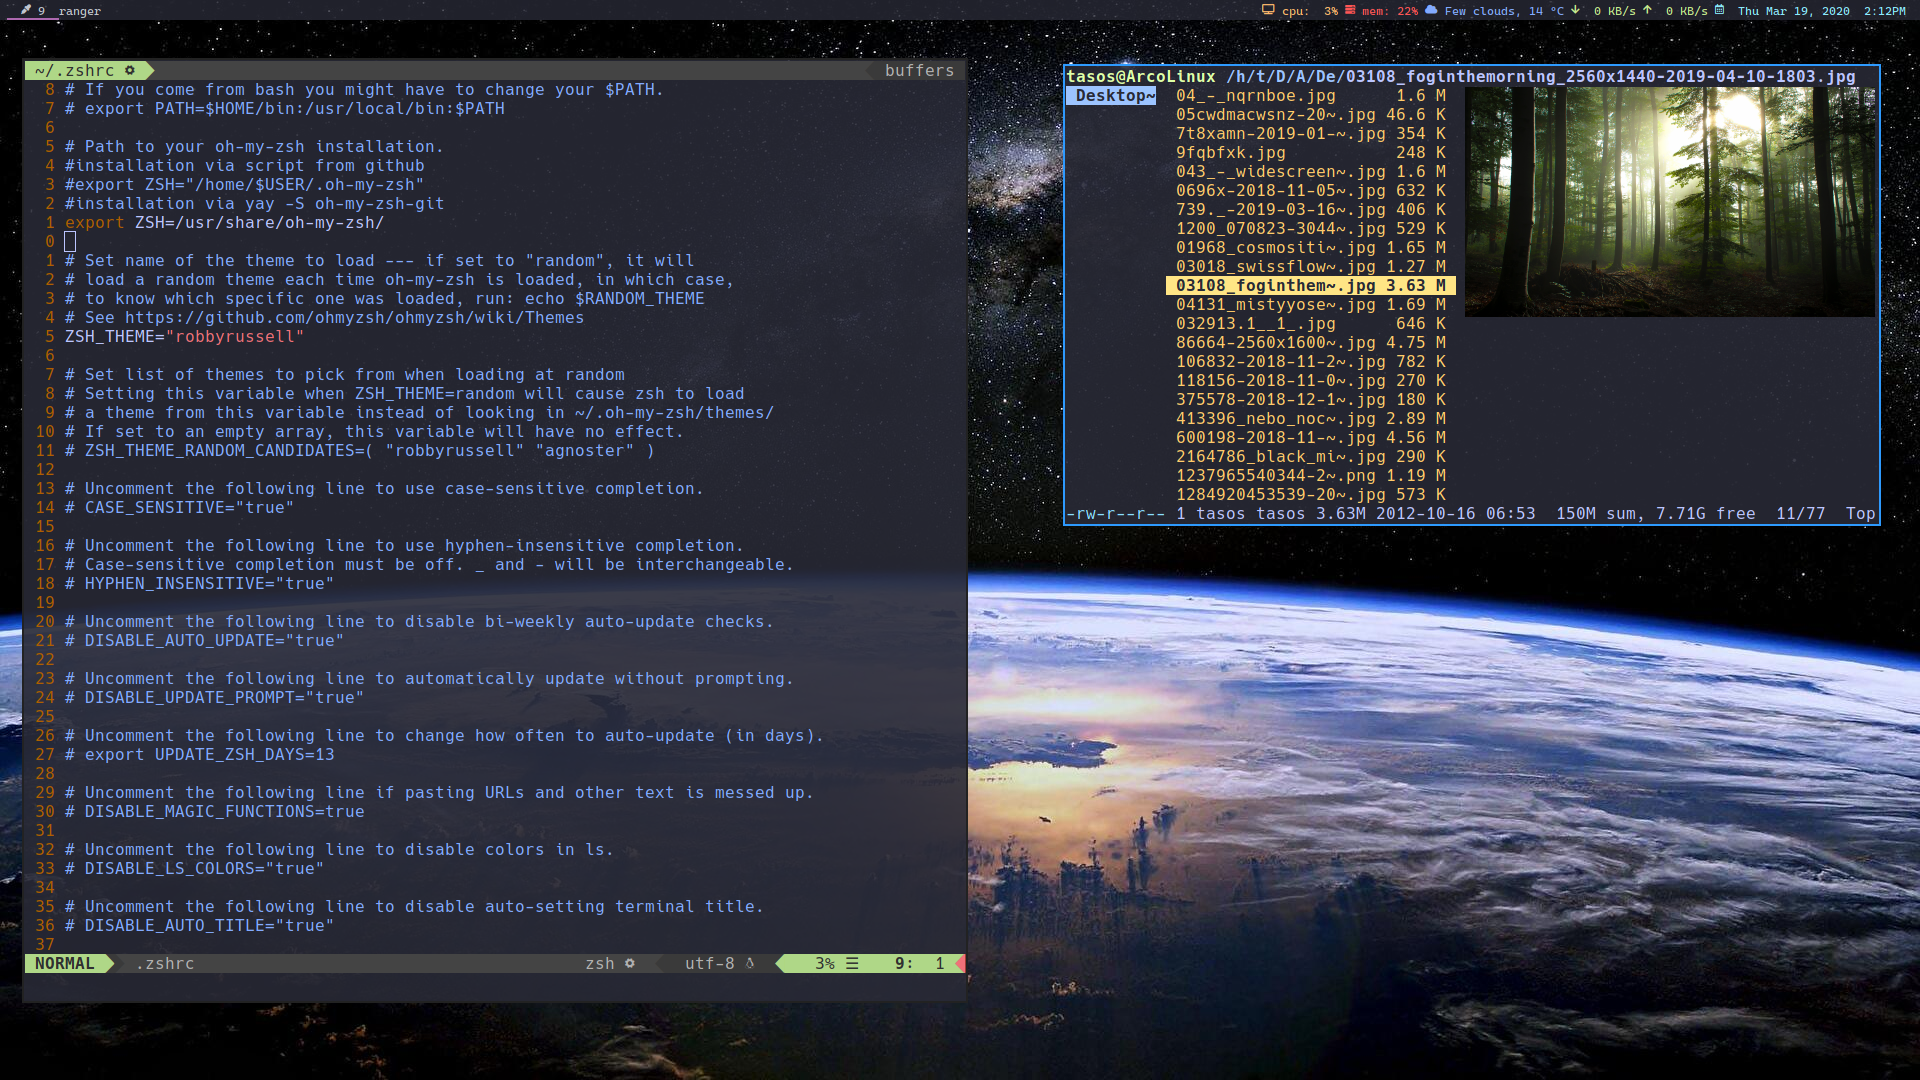 9 ranger cpu: 3% mem: 22% Few clouds, 14 °C 0 KB/s 0 KB/s Thu Mar 19, 2020 2:12PM
~/.zshrc buffers
8 # If you come from bash you might have to change your $PATH.
7 # export PATH=$HOME/bin:/usr/local/bin:$PATH
6
5 # Path to your oh-my-zsh installation.
4 #installation via script from github
3 #export ZSH="/home/$USER/.oh-my-zsh"
2 #installation via yay -S oh-my-zsh-git
1 export ZSH=/usr/share/oh-my-zsh/
0
1 # Set name of the theme to load --- if set to "random", it will
2 # load a random theme each time oh-my-zsh is loaded, in which case,
3 # to know which specific one was loaded, run: echo $RANDOM_THEME
4 # See https://github.com/ohmyzsh/ohmyzsh/wiki/Themes
5 ZSH_THEME="robbyrussell"
6
7 # Set list of themes to pick from when loading at random
8 # Setting this variable when ZSH_THEME=random will cause zsh to load
9 # a theme from this variable instead of looking in ~/.oh-my-zsh/themes/
10 # If set to an empty array, this variable will have no effect.
11 # ZSH_THEME_RANDOM_CANDIDATES=( "robbyrussell" "agnoster" )
12
13 # Uncomment the following line to use case-sensitive completion.
14 # CASE_SENSITIVE="true"
15
16 # Uncomment the following line to use hyphen-insensitive completion.
17 # Case-sensitive completion must be off. _ and - will be interchangeable.
18 # HYPHEN_INSENSITIVE="true"
19
20 # Uncomment the following line to disable bi-weekly auto-update checks.
21 # DISABLE_AUTO_UPDATE="true"
22
23 # Uncomment the following line to automatically update without prompting.
24 # DISABLE_UPDATE_PROMPT="true"
25
26 # Uncomment the following line to change how often to auto-update (in days).
27 # export UPDATE_ZSH_DAYS=13
28
29 # Uncomment the following line if pasting URLs and other text is messed up.
30 # DISABLE_MAGIC_FUNCTIONS=true
31
32 # Uncomment the following line to disable colors in ls.
33 # DISABLE_LS_COLORS="true"
34
35 # Uncomment the following line to disable auto-setting terminal title.
36 # DISABLE_AUTO_TITLE="true"
37
NORMAL .zshrc zsh utf-8 3% ☰ 9: 1
tasos@ArcoLinux /h/t/D/A/De/03108_foginthemorning_2560x1440-2019-04-10-1803.jpg
Desktop~ 04_-_nqrnboe.jpg 1.6 M
05cwdmacwsnz-20~.jpg 46.6 K
7t8xamn-2019-01-~.jpg 354 K
9fqbfxk.jpg 248 K
043_-_widescreen~.jpg 1.6 M
0696x-2018-11-05~.jpg 632 K
739._-2019-03-16~.jpg 406 K
1200_070823-3044~.jpg 529 K
01968_cosmositi~.jpg 1.65 M
03018_swissflow~.jpg 1.27 M
03108_foginthem~.jpg 3.63 M
04131_mistyyose~.jpg 1.69 M
032913.1__1_.jpg 646 K
86664-2560x1600~.jpg 4.75 M
106832-2018-11-2~.jpg 782 K
118156-2018-11-0~.jpg 270 K
375578-2018-12-1~.jpg 180 K
413396_nebo_noc~.jpg 2.89 M
600198-2018-11-~.jpg 4.56 M
2164786_black_mi~.jpg 290 K
1237965540344-2~.png 1.19 M
1284920453539-20~.jpg 573 K
-rw-r--r-- 1 tasos tasos 3.63M 2012-10-16 06:53 150M sum, 7.71G free 11/77 Top